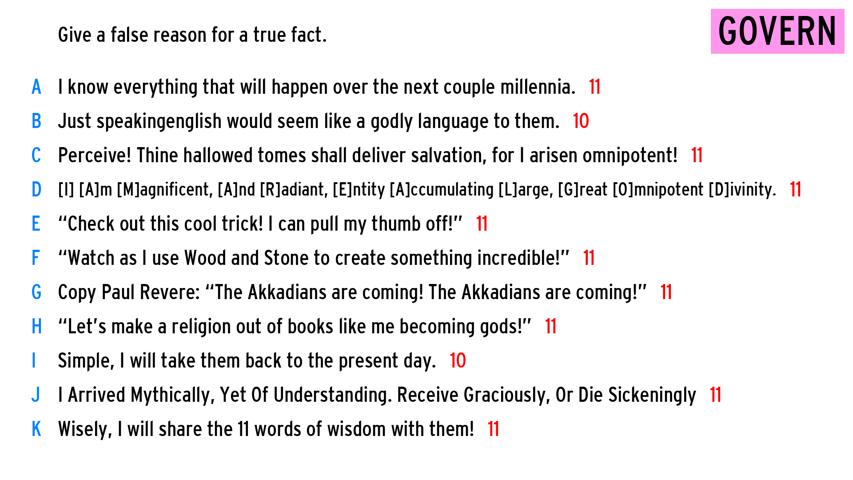 Give a false reason for a true fact.
GOVERN
A I know everything that will happen over the next couple millennia. 11
B Just speakingenglish would seem like a godly language to them. 10
C Perceive! Thine hallowed tomes shall deliver salvation, for I arisen omnipotent! 11
D [I] [A]m [M]agnificent, [A]nd [R]adiant, [E]ntity [A]ccumulating [L]arge, [G]reat [O]mnipotent [D]ivinity. 11
E “Check out this cool trick! I can pull my thumb off!” 11
F “Watch as I use Wood and Stone to create something incredible!” 11
G Copy Paul Revere: “The Akkadians are coming! The Akkadians are coming!” 11
H “Let’s make a religion out of books like me becoming gods!” 11
I Simple, I will take them back to the present day. 10
J I Arrived Mythically, Yet Of Understanding. Receive Graciously, Or Die Sickeningly 11
K Wisely, I will share the 11 words of wisdom with them! 11